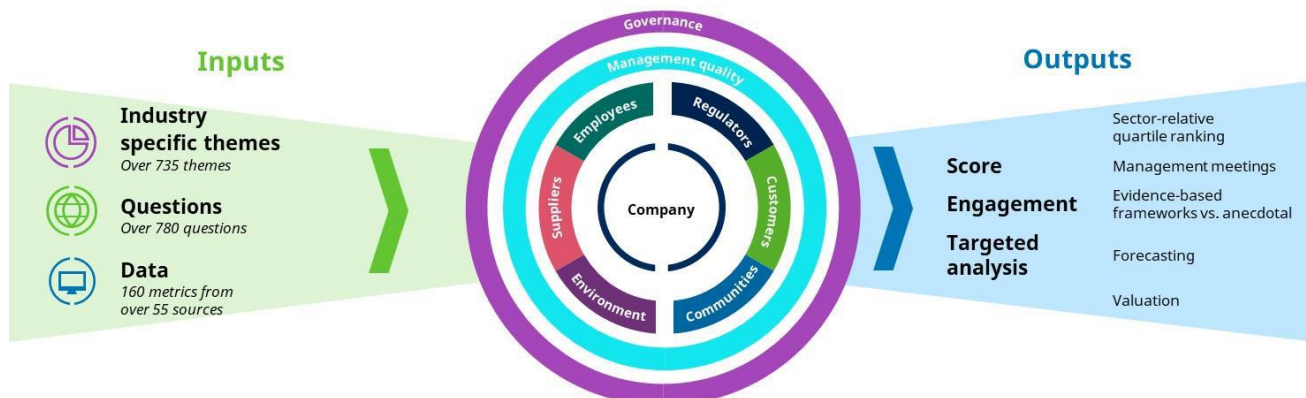 Inputs
Industry
specific themes
Over 735 themes
Questions
Over 780 questions
Data
160 metrics from
over 55 sources
Governance
Management quality
Employees
Regulators
Suppliers
Customers
Company
Environment
Communities
Outputs
Score
Engagement
Targeted
analysis
Sector-relative
quartile ranking
Management meetings
Evidence-based
frameworks vs. anecdotal
Forecasting
Valuation